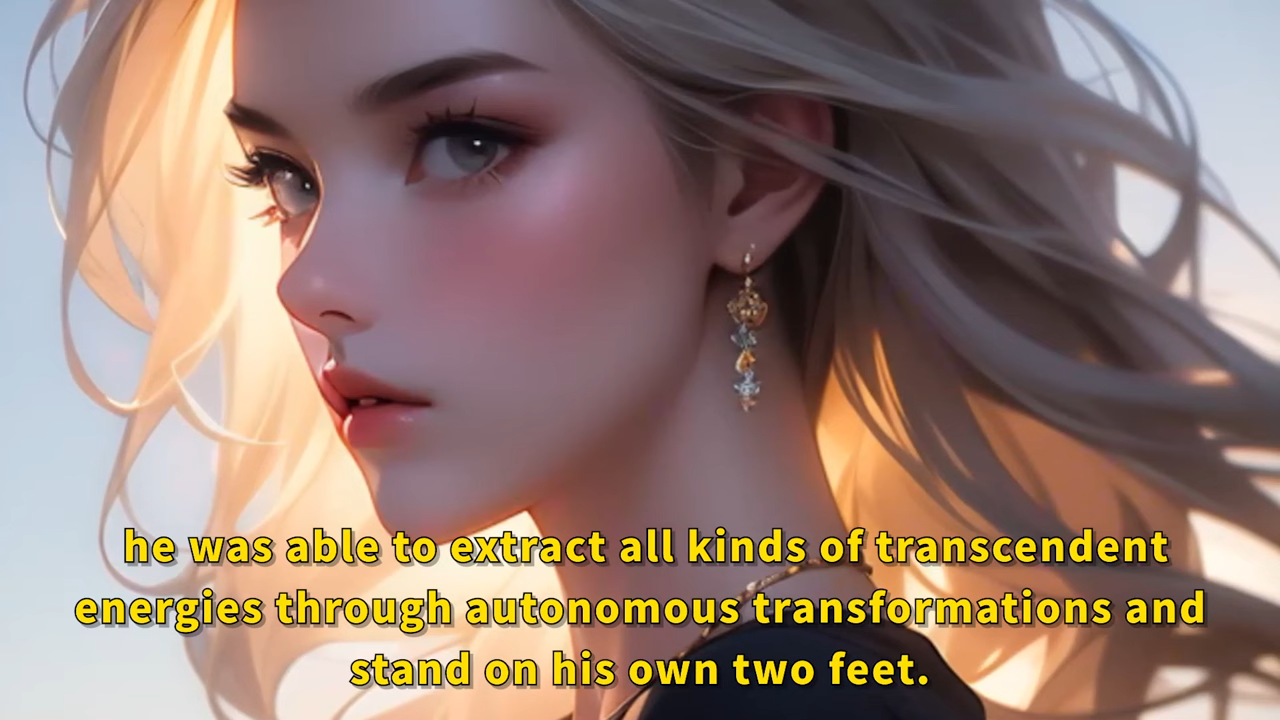 he was able to extract all kinds of transcendent
energies through autonomous transformations and
stand on his own two feet.